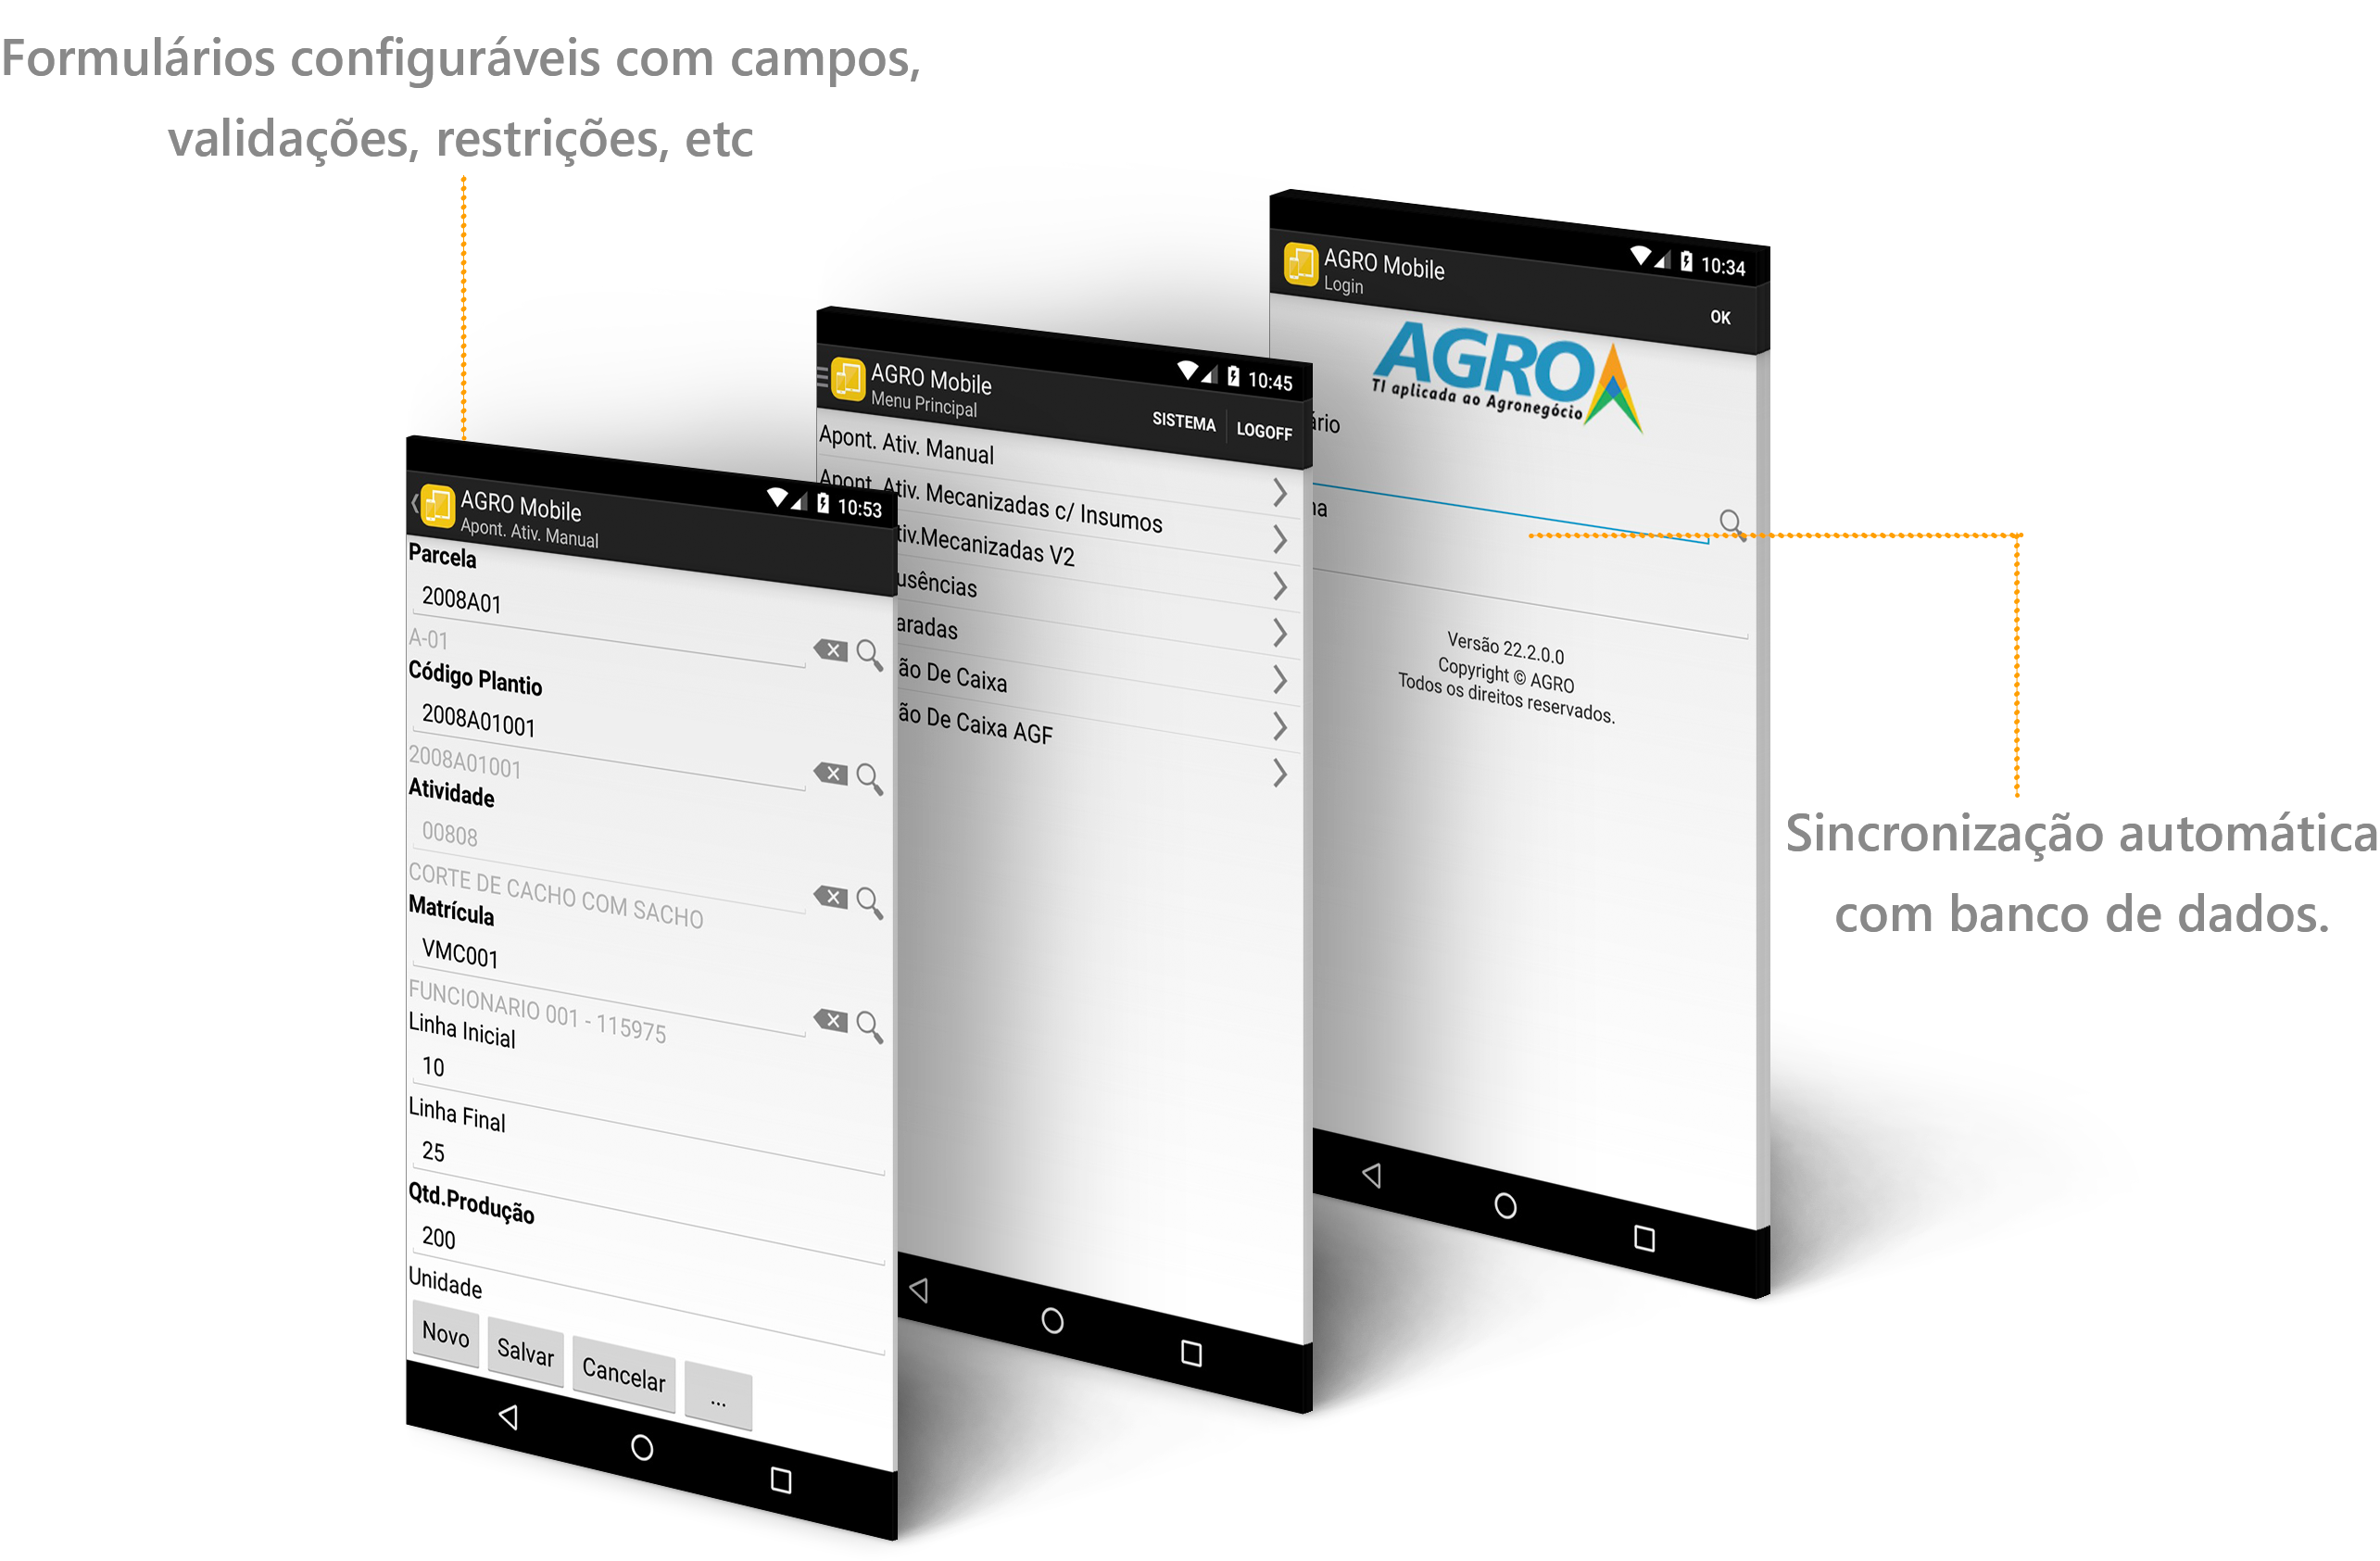 Formulários configuráveis com campos,
validações, restrições, etc
10:53
AGRO Mobile
Apont. Ativ. Manual
Parcela
2008A01
A-01
Código Plantio
2008A01001
2008A01001
Atividade
00808
CORTE DE CACHO COM SACHO
Matrícula
VMC001
FUNCIONARIO 001 - 115975
Linha Inicial
10
Linha Final
25
Qtd.Produção
200
Unidade
Novo Salvar Cancelar ...
10:45
AGRO Mobile
Menu Principal
SISTEMA LOGOFF
Apont. Ativ. Manual
Apont. Ativ. Mecanizadas c/ Insumos
tiv.Mecanizadas V2
usências
aradas
ão De Caixa
ão De Caixa AGF
10:34
AGRO Mobile
Login
OK
AGRO
TI aplicada ao Agronegócio
ário
ha
Versão 22.2.0.0
Copyright © AGRO
Todos os direitos reservados.
Sincronização automática
com banco de dados.